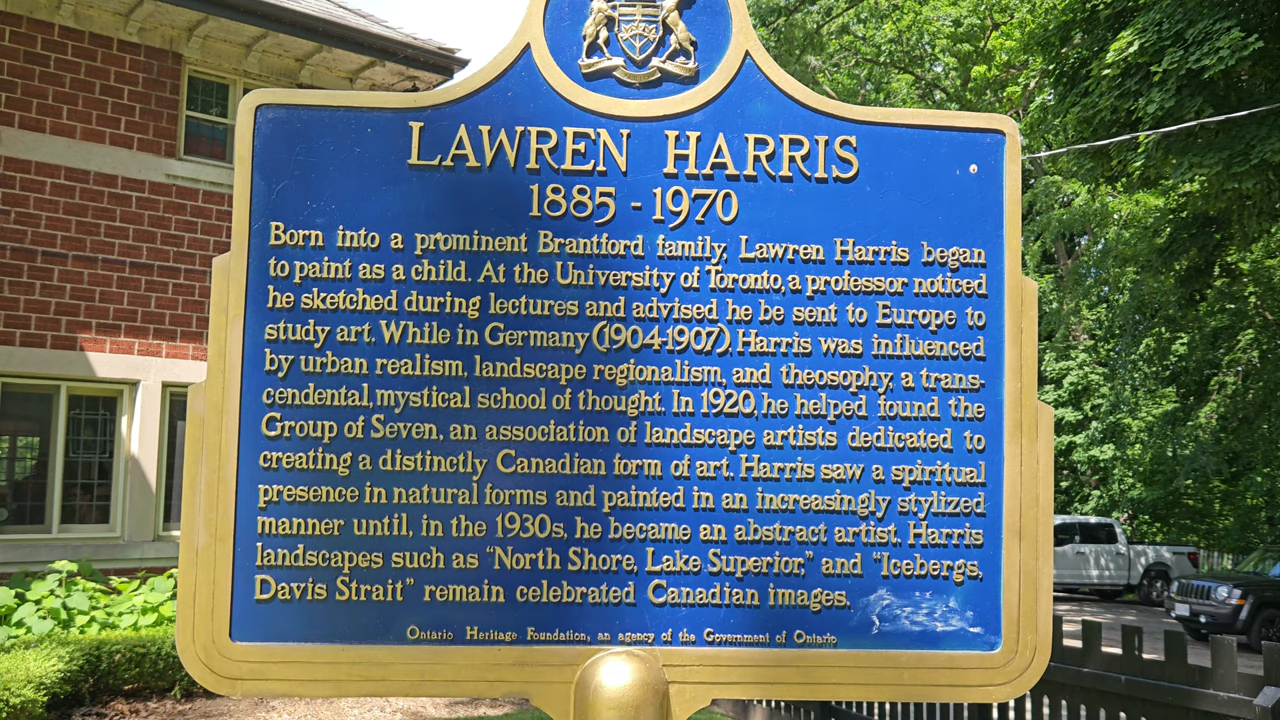 LAWREN HARRIS
1885 - 1970
Born into a prominent Brantford family, Lawren Harris began
to paint as a child. At the University of Toronto, a professor noticed
he sketched during lectures and advised he be sent to Europe to
study art. While in Germany (1904-1907), Harris was influenced
by urban realism, landscape regionalism, and theosophy, a trans-
cendental, mystical school of thought. In 1920, he helped found the
Group of Seven, an association of landscape artists dedicated to
creating a distinctly Canadian form of art. Harris saw a spiritual
presence in natural forms and painted in an increasingly stylized
manner until, in the 1930s, he became an abstract artist. Harris
landscapes such as "North Shore, Lake Superior," and "Icebergs,
Davis Strait" remain celebrated Canadian images.
Ontario Heritage Foundation, an agency of the Government of Ontario